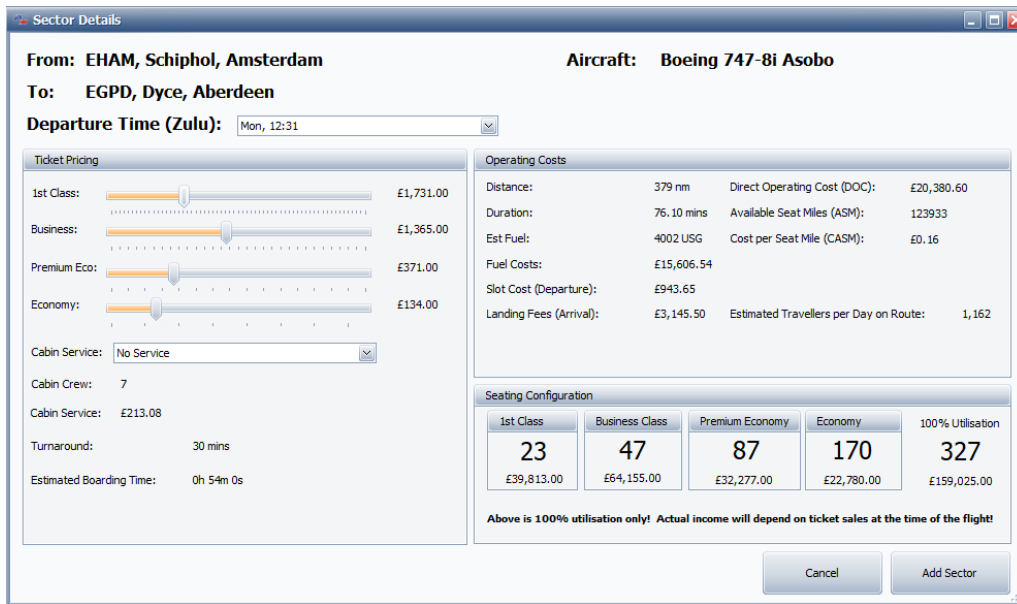 Sector Details
From: EHAM, Schiphol, Amsterdam
Aircraft: Boeing 747-8i Asobo
To: EGPD, Dyce, Aberdeen
Departure Time (Zulu): Mon, 12:31
Ticket Pricing
1st Class: £1,731.00
Business: £1,365.00
Premium Eco: £371.00
Economy: £134.00
Cabin Service: No Service
Cabin Crew: 7
Cabin Service: £213.08
Turnaround: 30 mins
Estimated Boarding Time: 0h 54m 0s
Operating Costs
Distance: 379 nm Direct Operating Cost (DOC): £20,380.60
Duration: 76.10 mins Available Seat Miles (ASM): 123933
Est Fuel: 4002 USG Cost per Seat Mile (CASM): £0.16
Fuel Costs: £15,606.54
Slot Cost (Departure): £943.65
Landing Fees (Arrival): £3,145.50 Estimated Travellers per Day on Route: 1,162
Seating Configuration
1st Class Business Class Premium Economy Economy 100% Utilisation
23 47 87 170 327
£39,813.00 £64,155.00 £32,277.00 £22,780.00 £159,025.00
Above is 100% utilisation only! Actual income will depend on ticket sales at the time of the flight!
Cancel Add Sector